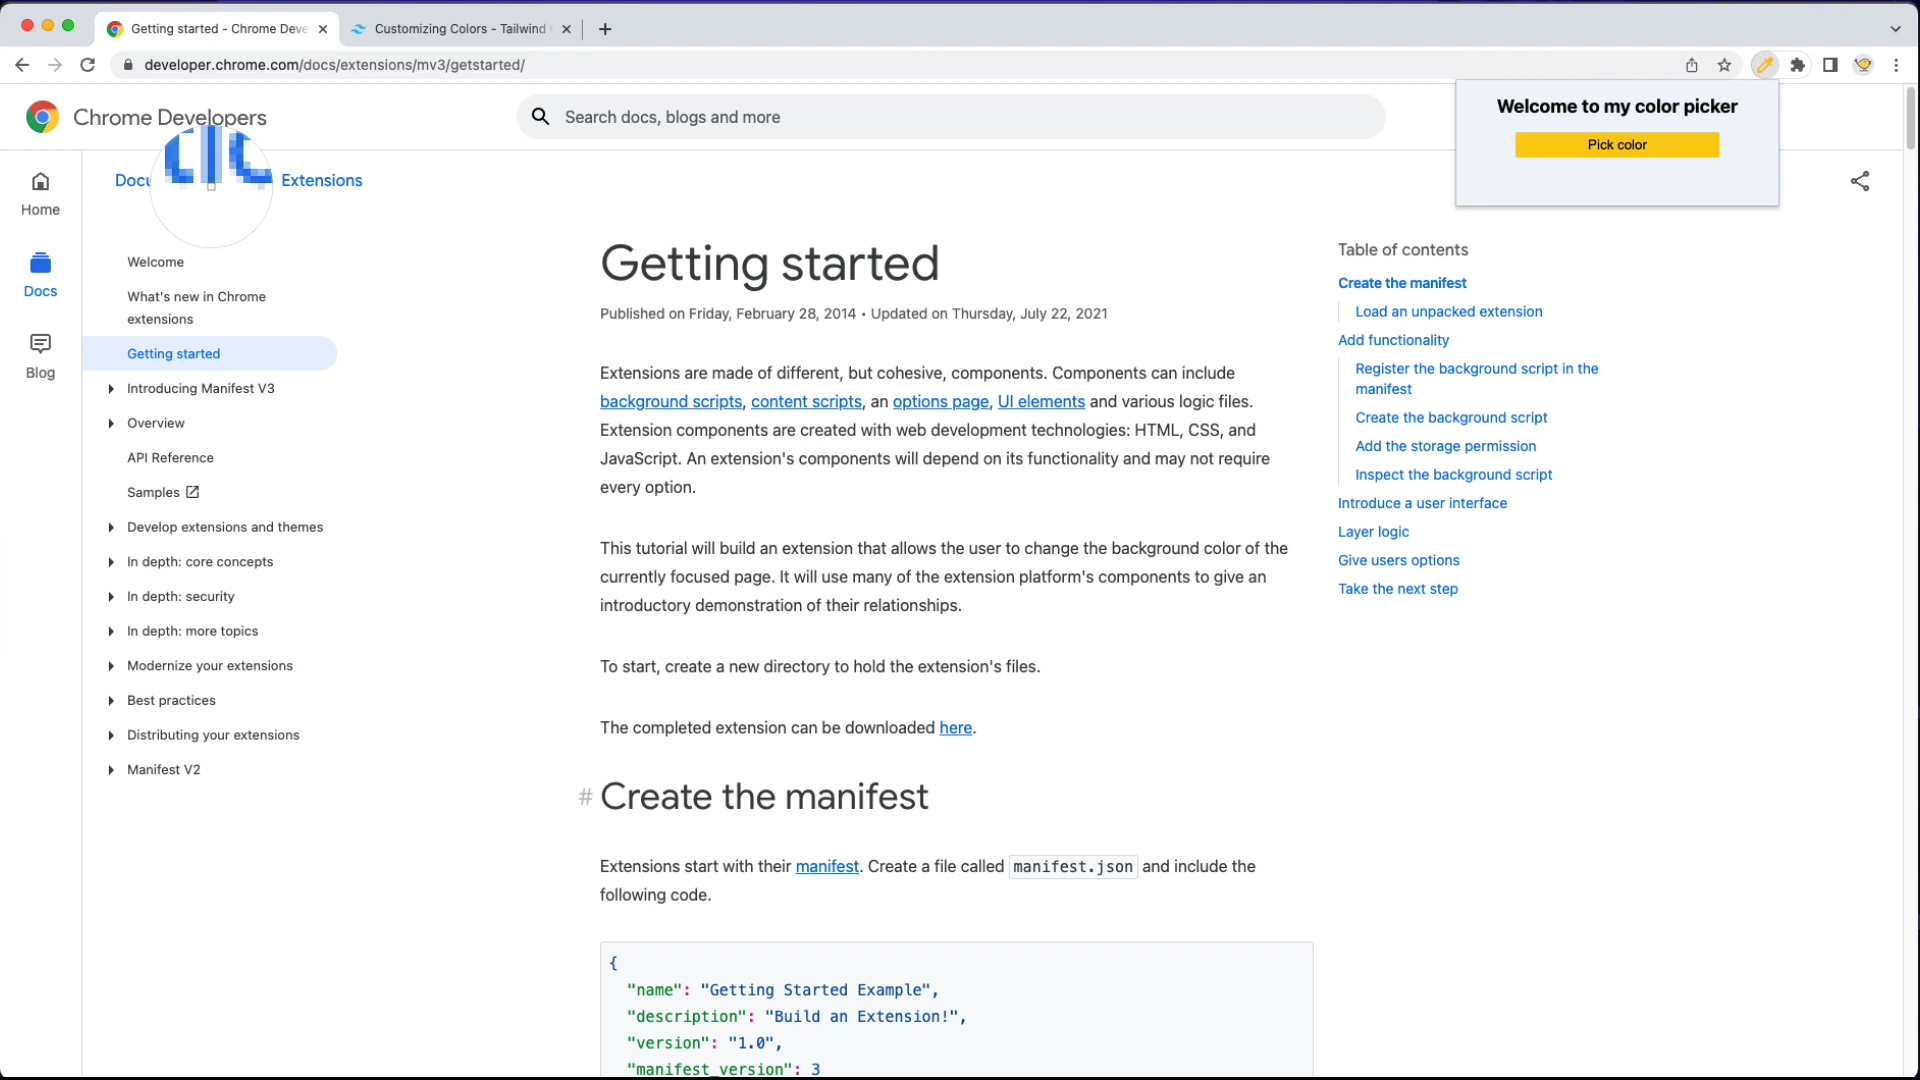 Getting started - Chrome Deve
Customizing Colors - Tailwind
developer.chrome.com/docs/extensions/mv3/getstarted/
Chrome Developers
Search docs, blogs and more
Welcome to my color picker
Pick color
Home
Docs
Blog
Docu
Extensions
Welcome
What's new in Chrome
extensions
Getting started
Introducing Manifest V3
Overview
API Reference
Samples
Develop extensions and themes
In depth: core concepts
In depth: security
In depth: more topics
Modernize your extensions
Best practices
Distributing your extensions
Manifest V2
Getting started
Published on Friday, February 28, 2014 • Updated on Thursday, July 22, 2021
Extensions are made of different, but cohesive, components. Components can include
background scripts, content scripts, an options page, UI elements and various logic files.
Extension components are created with web development technologies: HTML, CSS, and
JavaScript. An extension's components will depend on its functionality and may not require
every option.
This tutorial will build an extension that allows the user to change the background color of the
currently focused page. It will use many of the extension platform's components to give an
introductory demonstration of their relationships.
To start, create a new directory to hold the extension's files.
The completed extension can be downloaded here.
# Create the manifest
Extensions start with their manifest. Create a file called manifest.json and include the
following code.
{
"name": "Getting Started Example",
"description": "Build an Extension!",
"version": "1.0",
"manifest_version": 3
Table of contents
Create the manifest
Load an unpacked extension
Add functionality
Register the background script in the
manifest
Create the background script
Add the storage permission
Inspect the background script
Introduce a user interface
Layer logic
Give users options
Take the next step